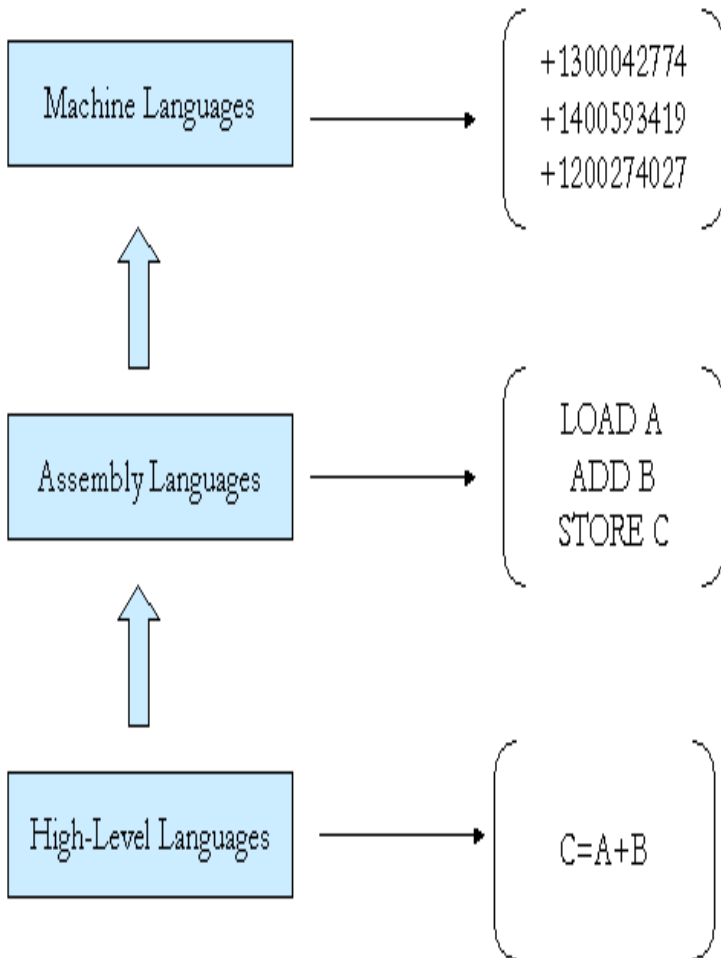 Machine Languages
+1300042774
+1400593419
+1200274027
Assembly Languages
LOAD A
ADD B
STORE C
High-Level Languages
C=A+B